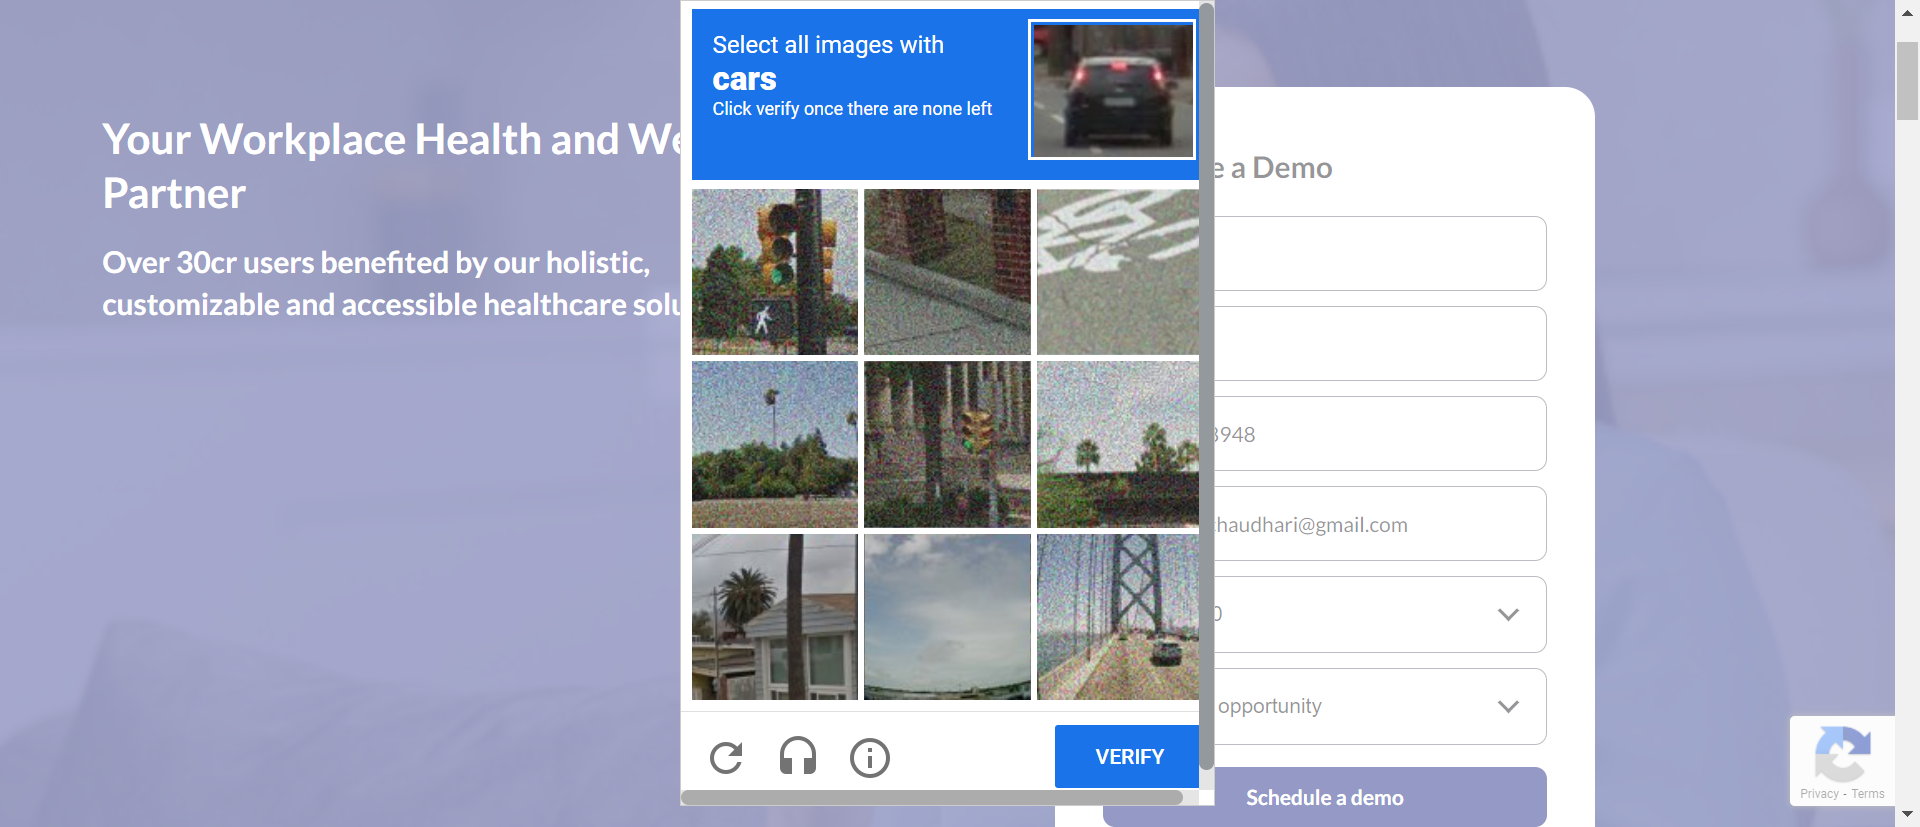 Your Workplace Health and We
Partner
Over 30cr users benefited by our holistic,
customizable and accessible healthcare solu
Select all images with
cars
Click verify once there are none left
VERIFY
e a Demo
3948
chaudhari@gmail.com
0
opportunity
Schedule a demo
Privacy - Terms